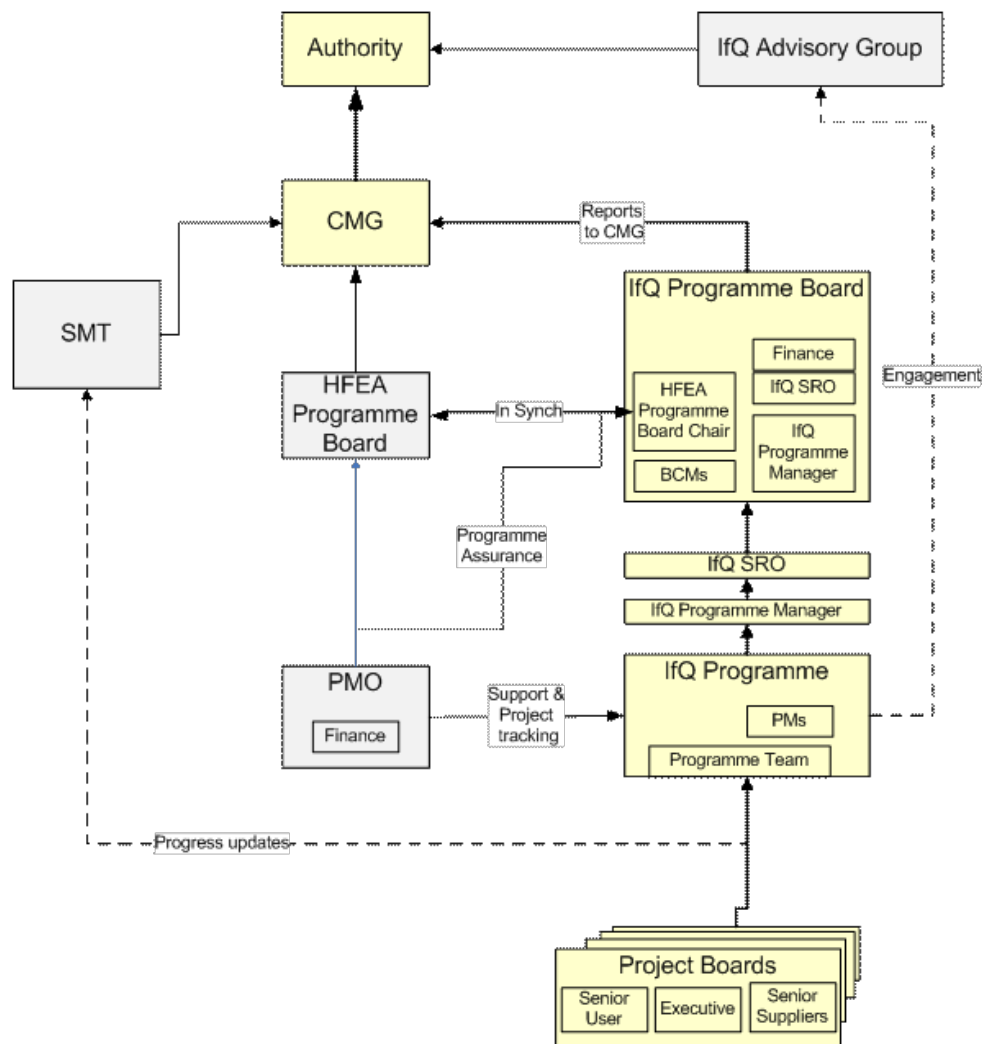 Authority
IfQ Advisory Group
CMG
Reports
to CMG
SMT
IfQ Programme Board
Finance
IfQ SRO
HFEA
Programme
Board Chair
IfQ
Programme
Manager
BCMs
Engagement
HFEA
Programme
Board
In Synch
Programme
Assurance
IfQ SRO
IfQ Programme Manager
PMO
Finance
Support &
Project
tracking
IfQ Programme
PMs
Programme Team
Progress updates
Project Boards
Senior
User
Executive
Senior
Suppliers